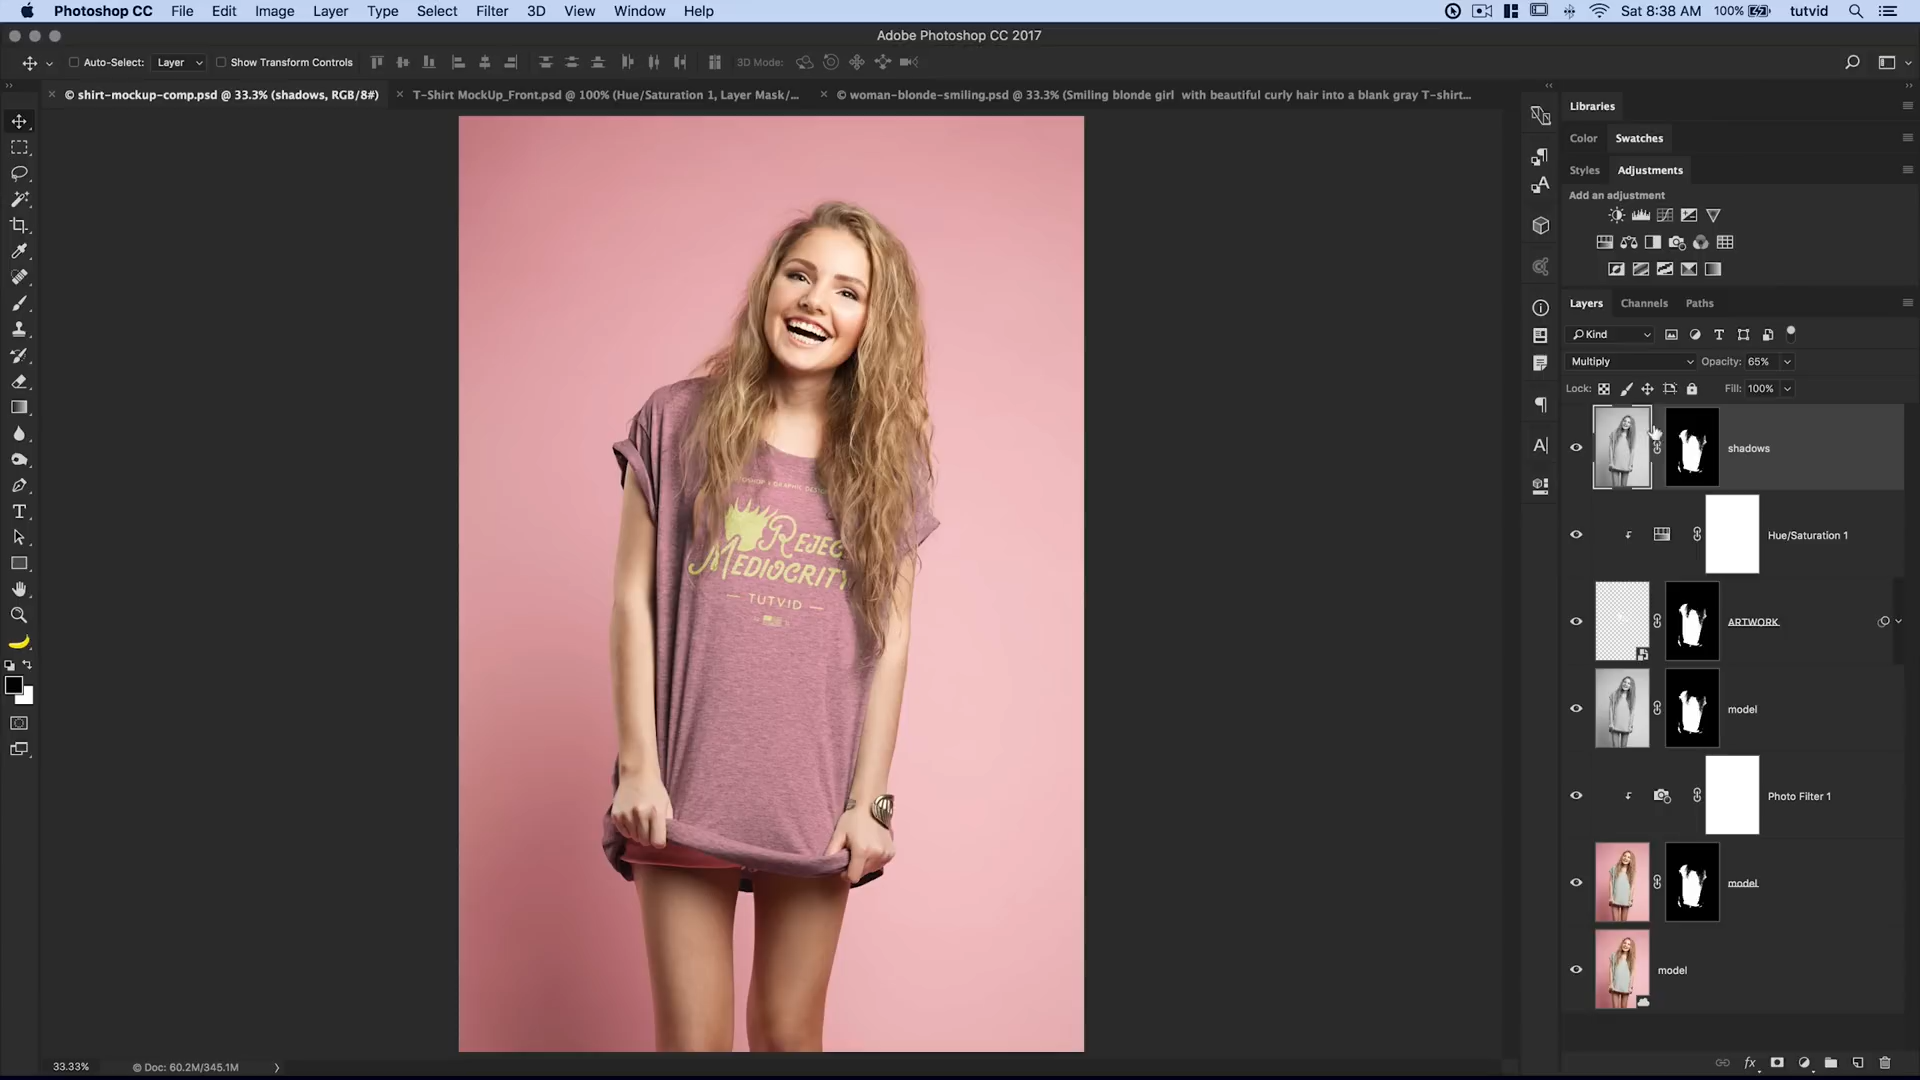 Photoshop CC File Edit Image Layer Type Select Filter 3D View Window Help Sat 8:38 AM 100% tutvid
Adobe Photoshop CC 2017
Auto-Select: Layer Show Transform Controls 3D Mode:
× © shirt-mockup-comp.psd @ 33.3% (shadows, RGB/8#) × T-Shirt MockUp_Front.psd @ 100% (Hue/Saturation 1, Layer Mask/... × © woman-blonde-smiling.psd @ 33.3% (Smiling blonde girl with beautiful curly hair into a blank gray T-shirt...
Libraries
Color Swatches
Styles Adjustments
Add an adjustment
Layers Channels Paths
Kind
Multiply Opacity: 65%
Lock: Fill: 100%
shadows
Hue/Saturation 1
ARTWORK
model
Photo Filter 1
model
model
REJEC
MEDIOCRITY
— TUTVID —
33.33% © Doc: 60.2M/345.1M